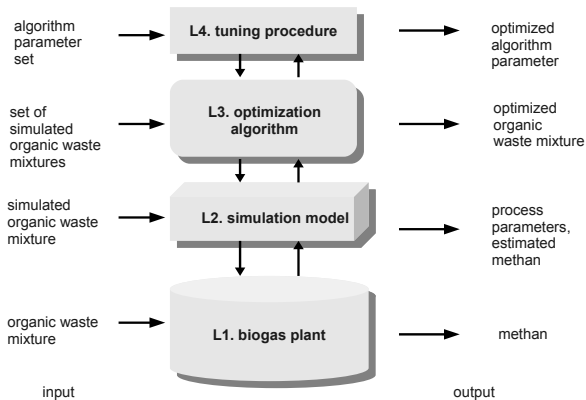 algorithm
parameter
set
L4. tuning procedure
optimized
algorithm
parameter
set of
simulated
organic waste
mixtures
L3. optimization
algorithm
optimized
organic
waste mixture
simulated
organic waste
mixture
L2. simulation model
process
parameters,
estimated
methan
organic waste
mixture
L1. biogas plant
methan
input
output